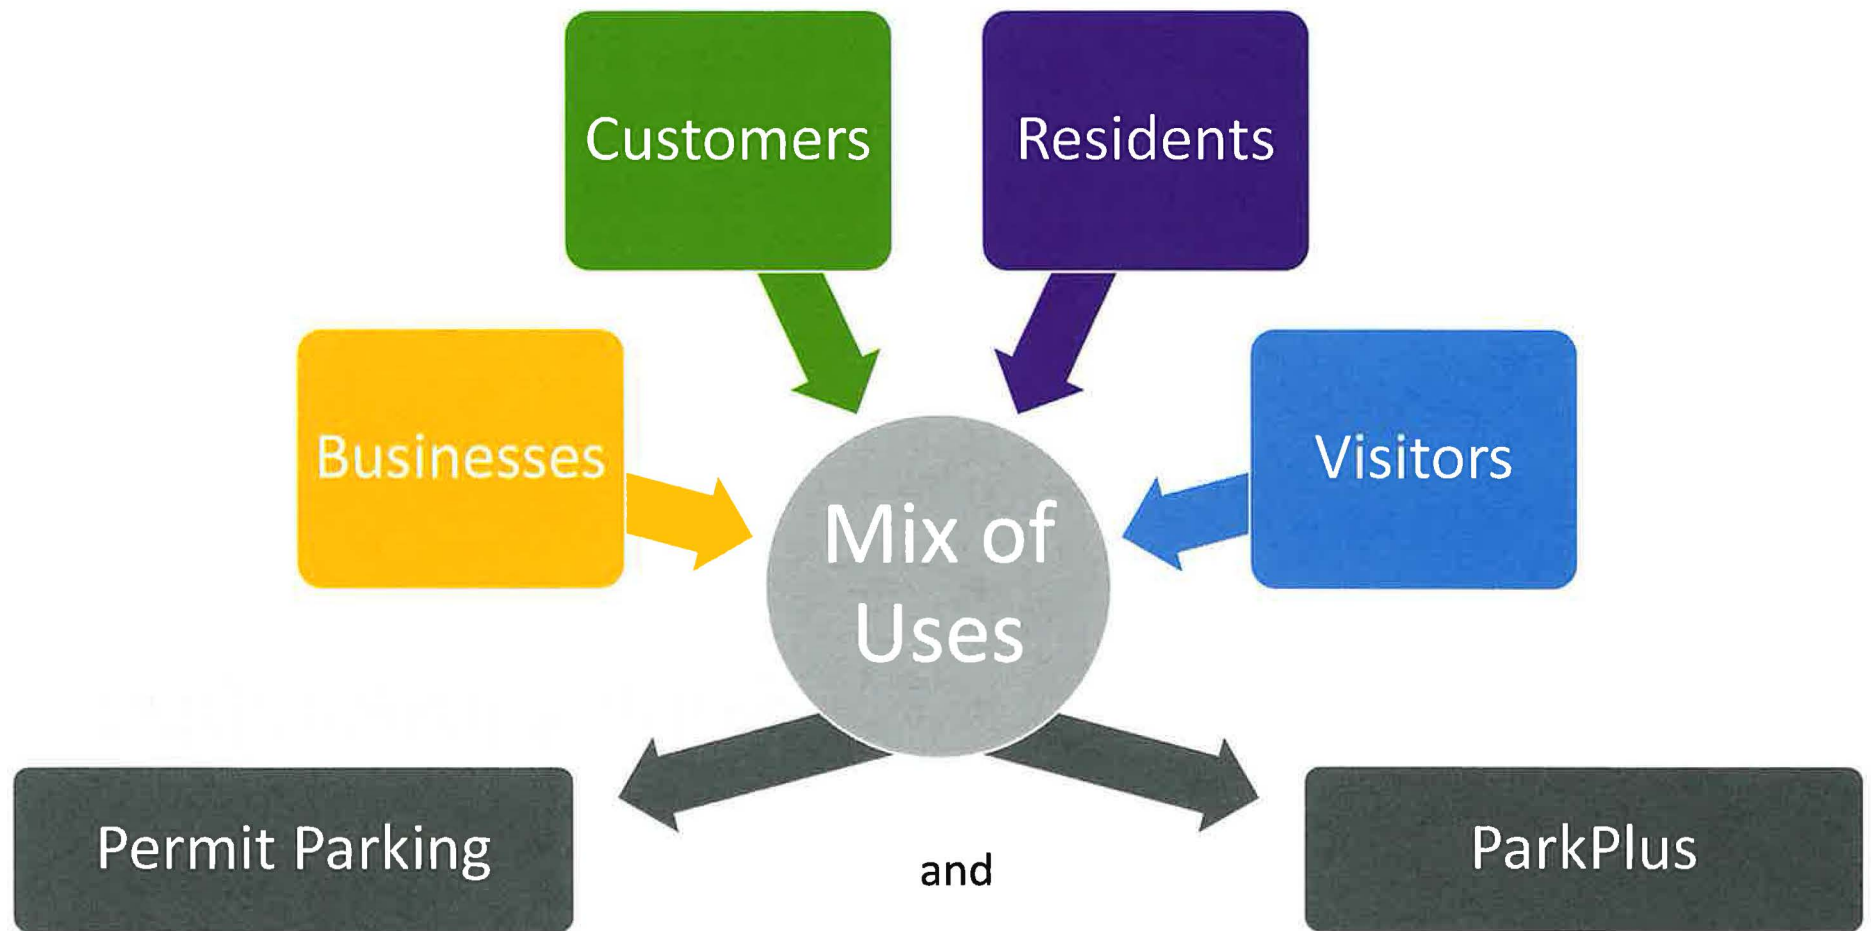 Customers
Residents
Businesses
Visitors
Mix of
Uses
Permit Parking
and
ParkPlus